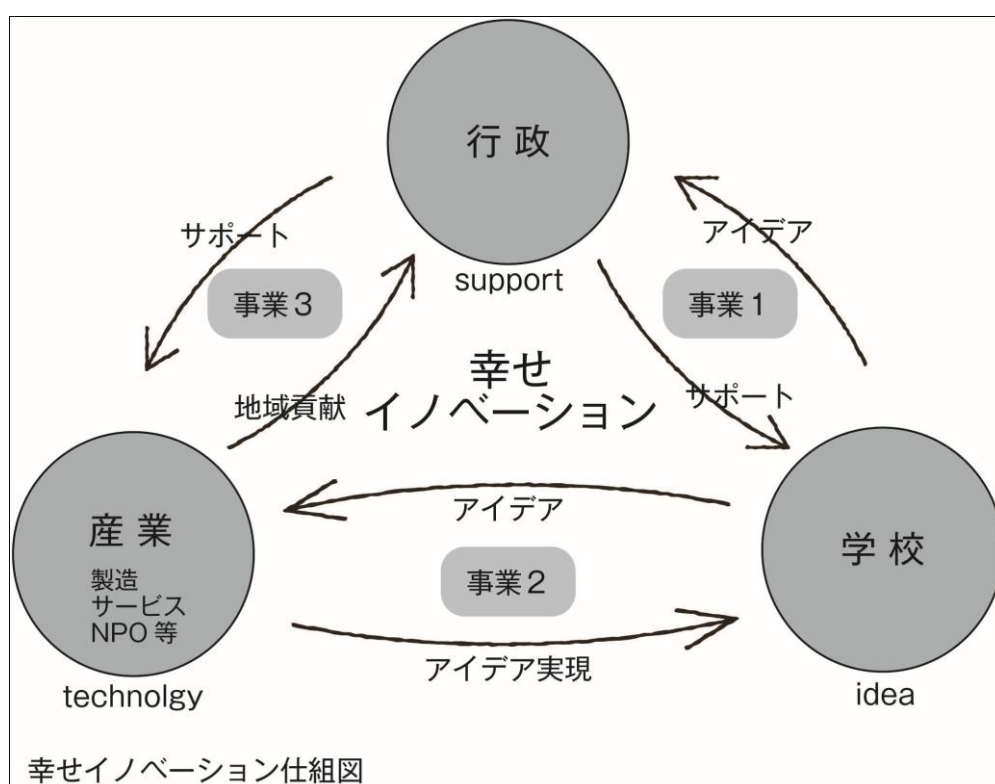 行政
support
サポート
アイデア
事業3
事業1
幸せ
イノベーション
地域貢献
サポート
産業
製造
サービス
NPO等
technolgy
アイデア
事業2
アイデア実現
学校
idea
幸せイノベーション仕組図